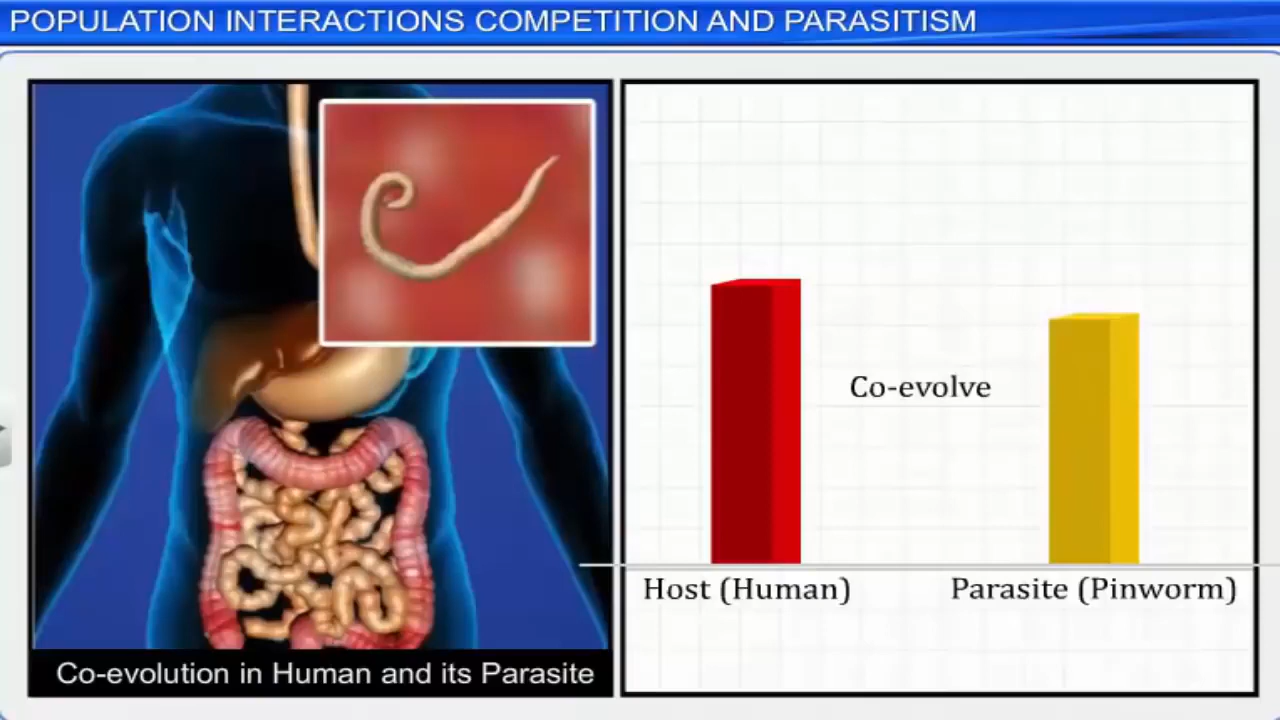 POPULATION INTERACTIONS COMPETITION AND PARASITISM
Co-evolution in Human and its Parasite
Co-evolve
Host (Human)
Parasite (Pinworm)